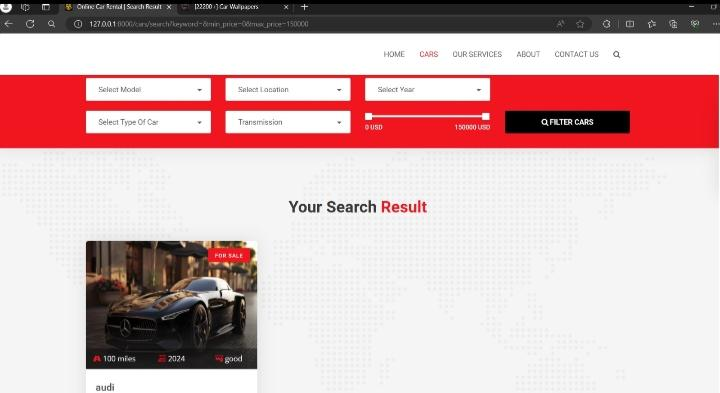 Online Car Rental | Search Result
(22200+) Car Wallpapers
127.0.0.1:8000/cars/search?keyword=&min_price=0&max_price=150000
HOME CARS OUR SERVICES ABOUT CONTACT US
Select Model Select Location Select Year
Select Type Of Car Transmission
0 USD 150000 USD
FILTER CARS
Your Search Result
FOR SALE
100 miles 2024 good
audi